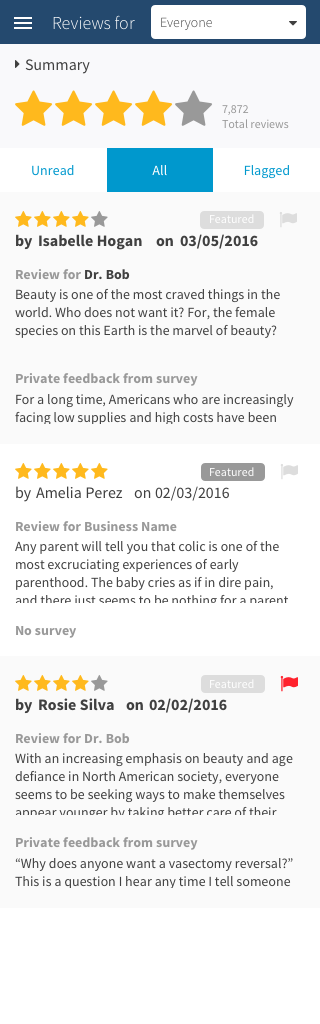 Reviews for Everyone
Summary
7,872
Total reviews
Unread All Flagged
Featured
by Isabelle Hogan on 03/05/2016
Review for Dr. Bob
Beauty is one of the most craved things in the
world. Who does not want it? For, the female
species on this Earth is the marvel of beauty?
Private feedback from survey
For a long time, Americans who are increasingly
facing low supplies and high costs have been
Featured
by Amelia Perez on 02/03/2016
Review for Business Name
Any parent will tell you that colic is one of the
most excruciating experiences of early
parenthood. The baby cries as if in dire pain,
and there just seems to be nothing for a parent
No survey
Featured
by Rosie Silva on 02/02/2016
Review for Dr. Bob
With an increasing emphasis on beauty and age
defiance in North American society, everyone
seems to be seeking ways to make themselves
appear younger by taking better care of their
Private feedback from survey
“Why does anyone want a vasectomy reversal?”
This is a question I hear any time I tell someone